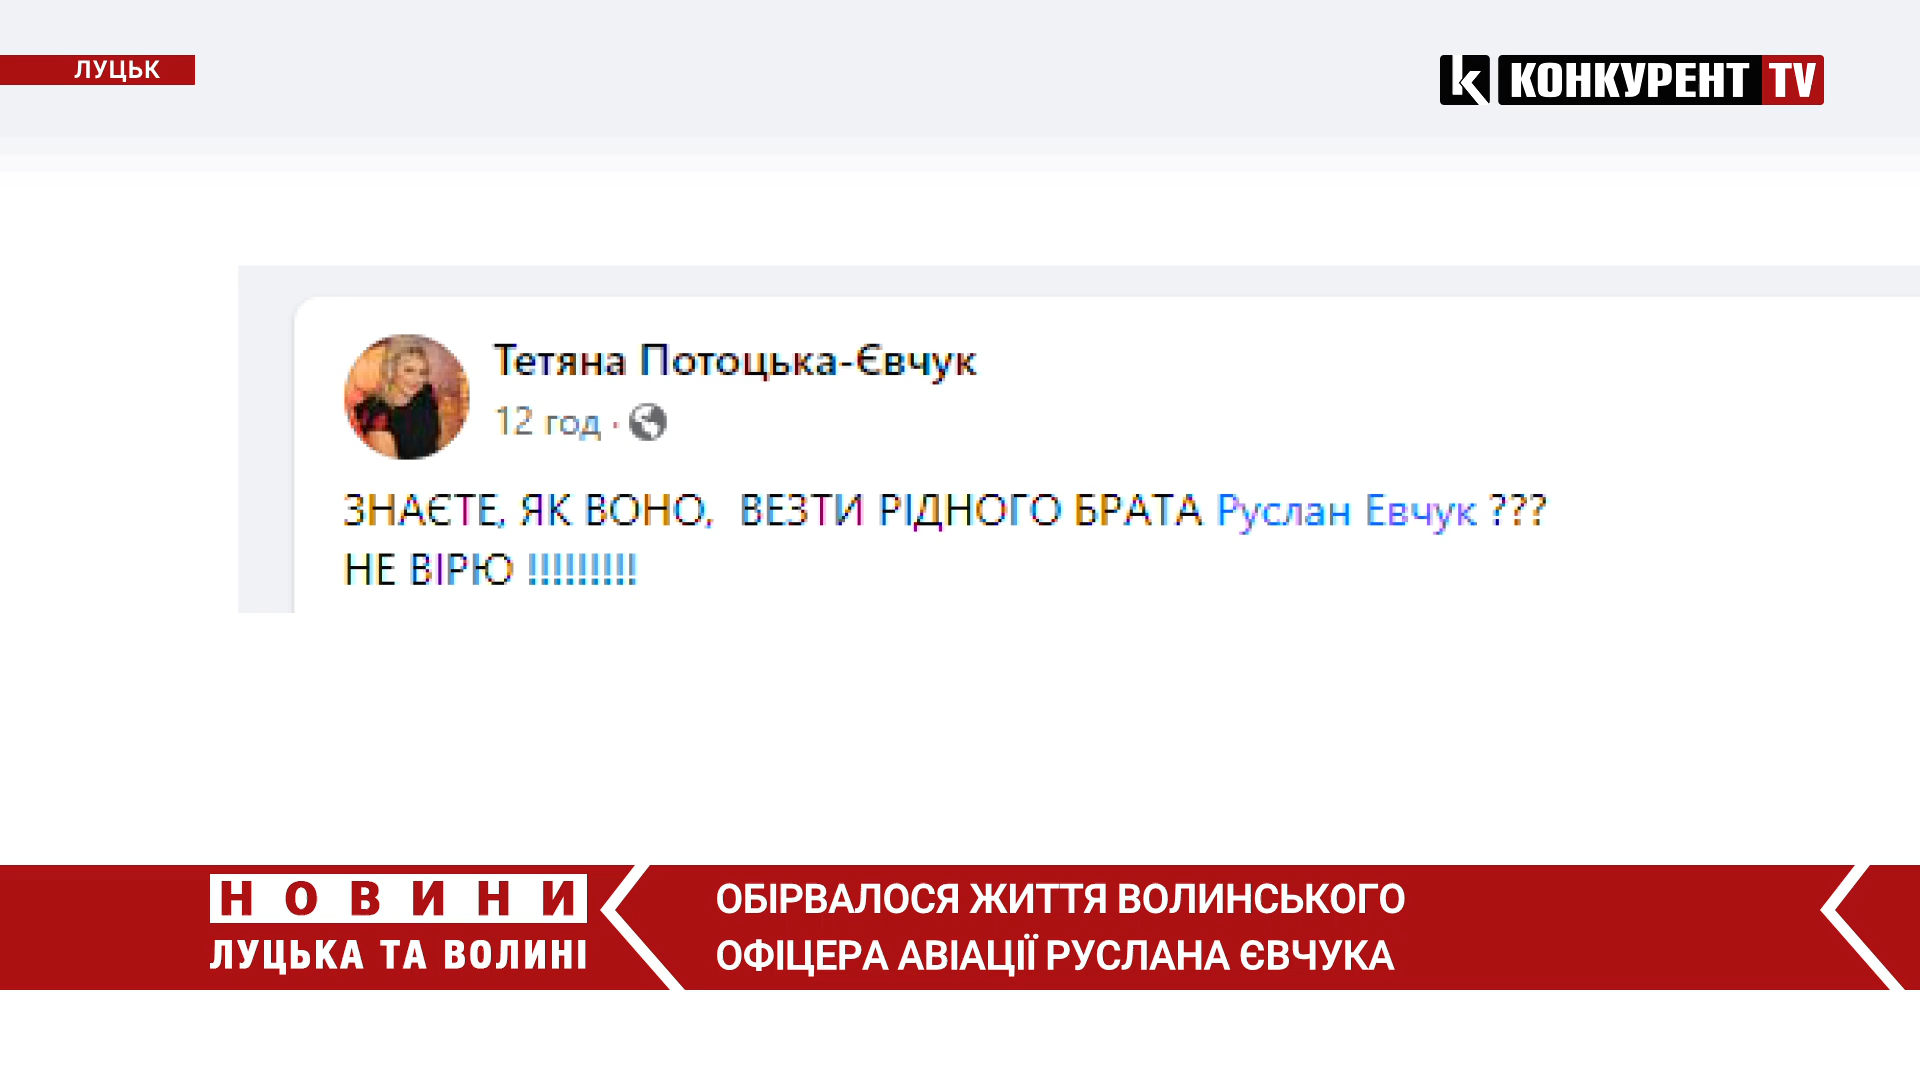 ЛУЦЬК
k КОНКУРЕНТ TV
Тетяна Потоцька-Євчук
12 год ·
ЗНАЄТЕ, ЯК ВОНО, ВЕЗТИ РІДНОГО БРАТА Руслан Евчук ???
НЕ ВІРЮ !!!!!!!!!
НОВИНИ
ЛУЦЬКА ТА ВОЛИНІ
ОБІРВАЛОСЯ ЖИТТЯ ВОЛИНСЬКОГО
ОФІЦЕРА АВІАЦІЇ РУСЛАНА ЄВЧУКА